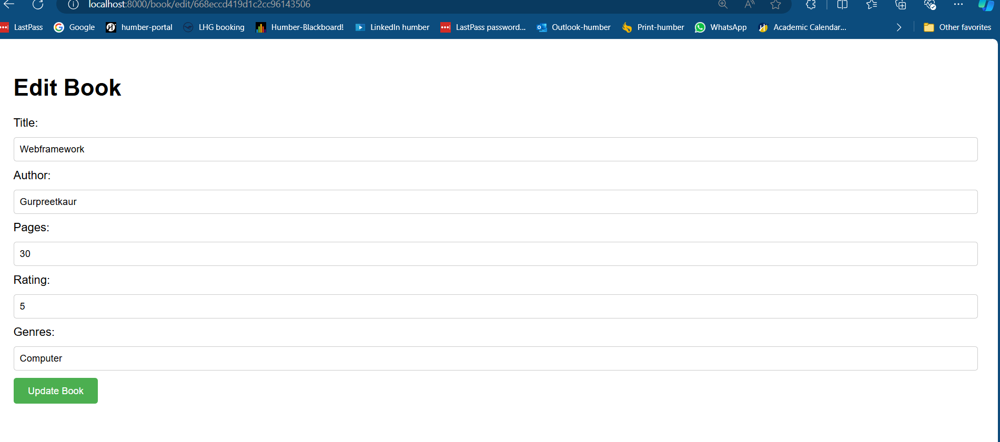 localhost:8000/book/edit/668eccd419d1c2cc96143506
LastPass Google humber-portal LHG booking Humber-Blackboard! LinkedIn humber LastPass password... Outlook-humber Print-humber WhatsApp Academic Calendar... Other favorites
Edit Book
Title:
Webframework
Author:
Gurpreetkaur
Pages:
30
Rating:
5
Genres:
Computer
Update Book